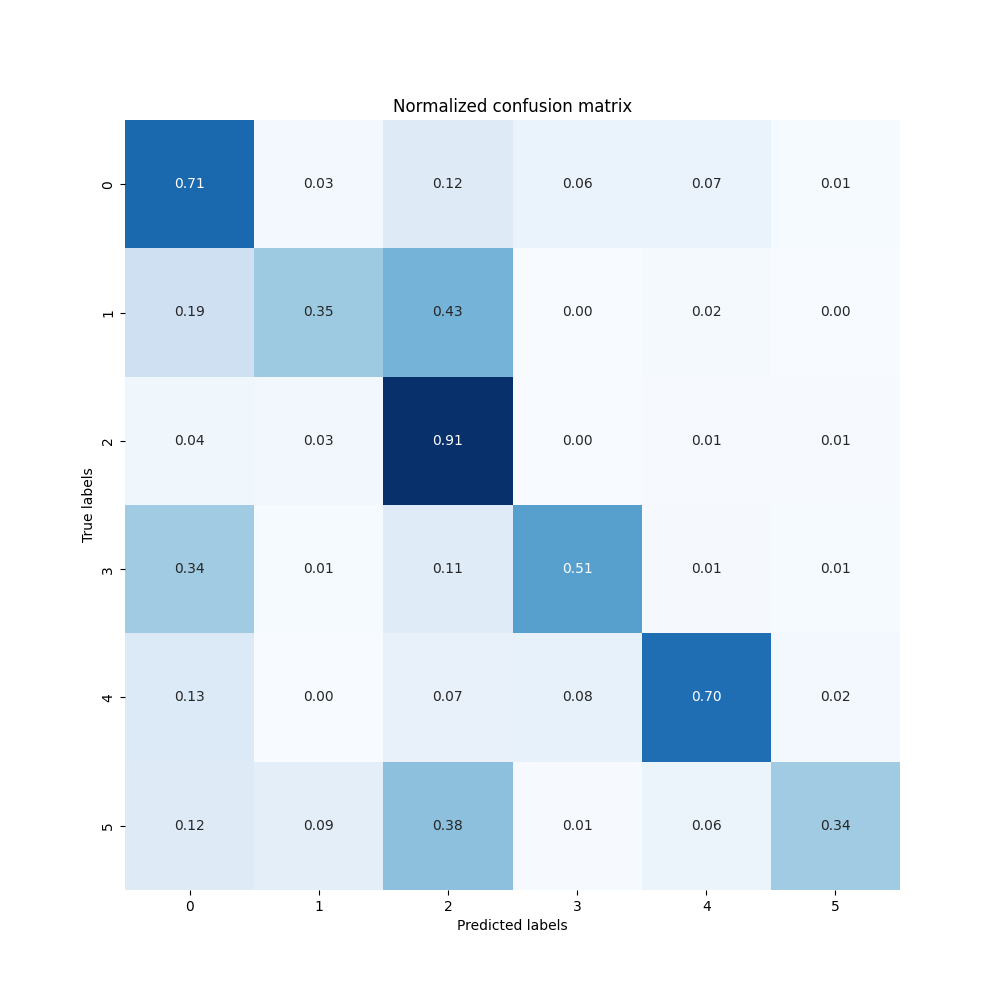 Normalized confusion matrix
0 0.71 0.03 0.12 0.06 0.07 0.01
1 0.19 0.35 0.43 0.00 0.02 0.00
2 0.04 0.03 0.91 0.00 0.01 0.01
True labels
3 0.34 0.01 0.11 0.51 0.01 0.01
4 0.13 0.00 0.07 0.08 0.70 0.02
5 0.12 0.09 0.38 0.01 0.06 0.34
0 1 2 3 4 5
Predicted labels